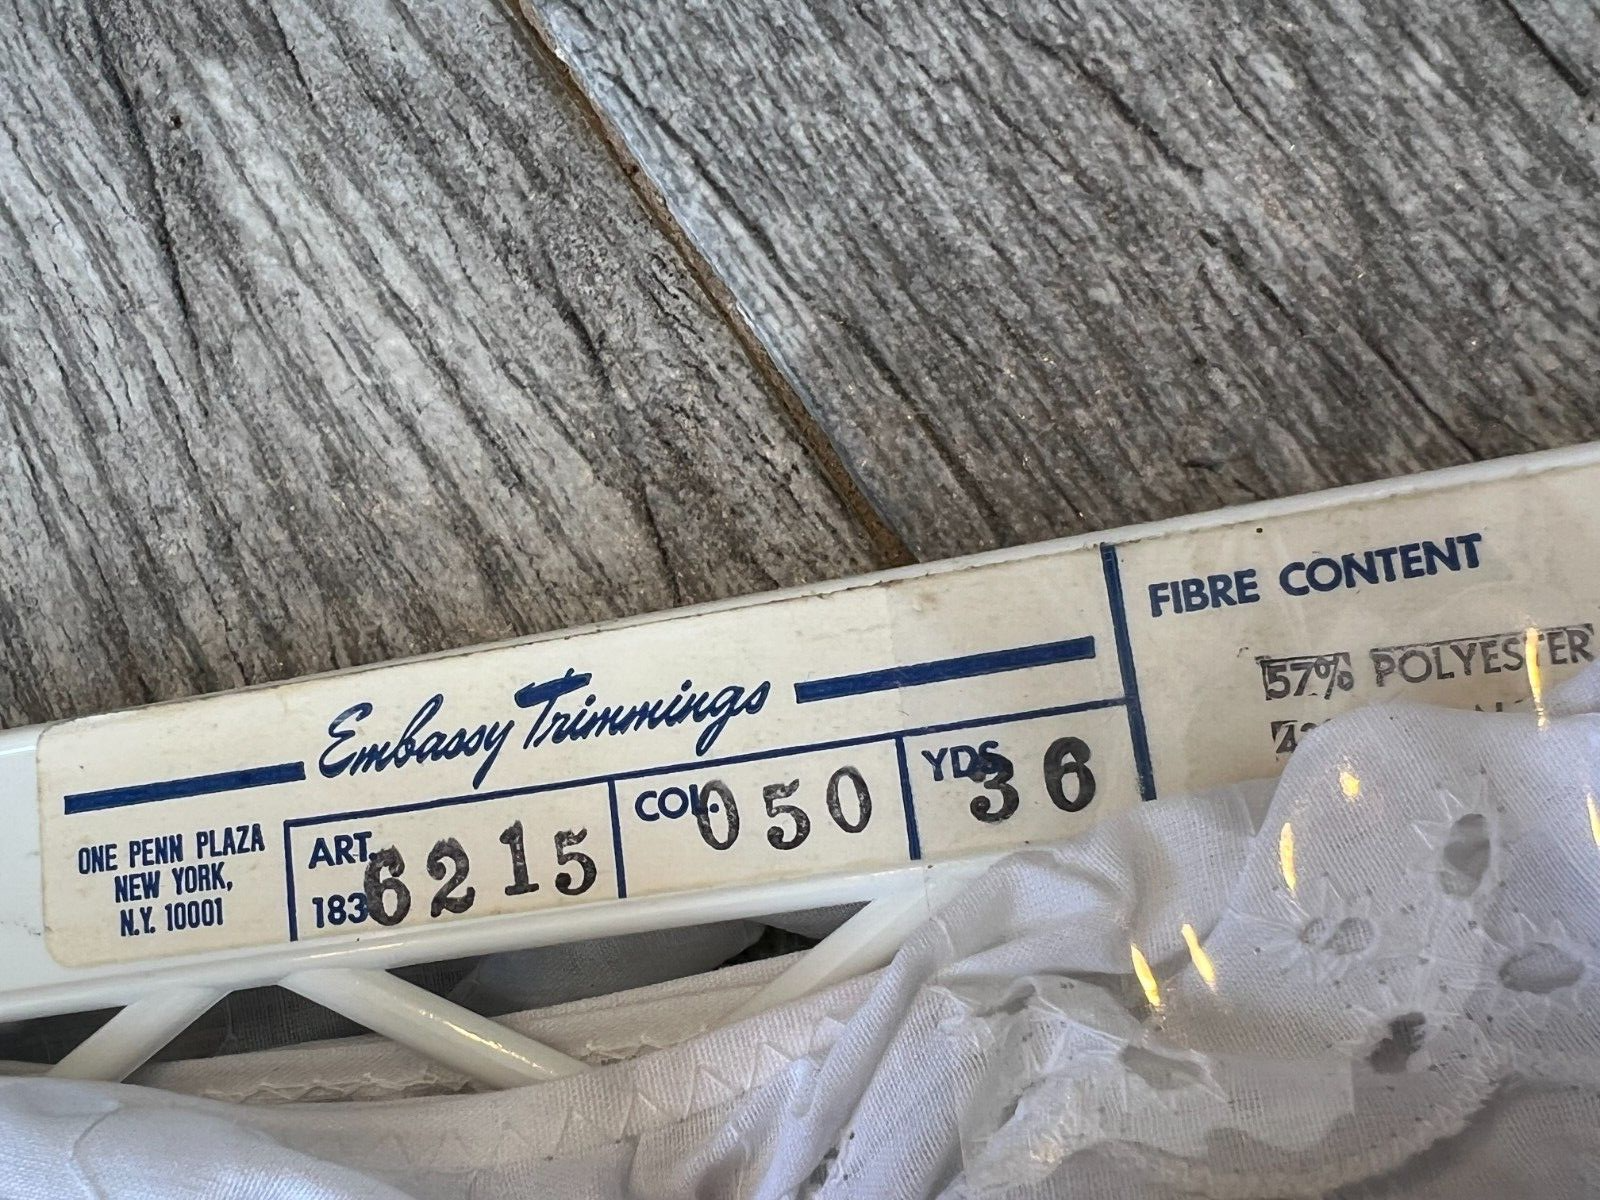 Embassy Trimmings
ONE PENN PLAZA
NEW YORK,
N.Y. 10001
ART.
183 6215
COL. 050
YDS 36
FIBRE CONTENT
57% POLYESTER